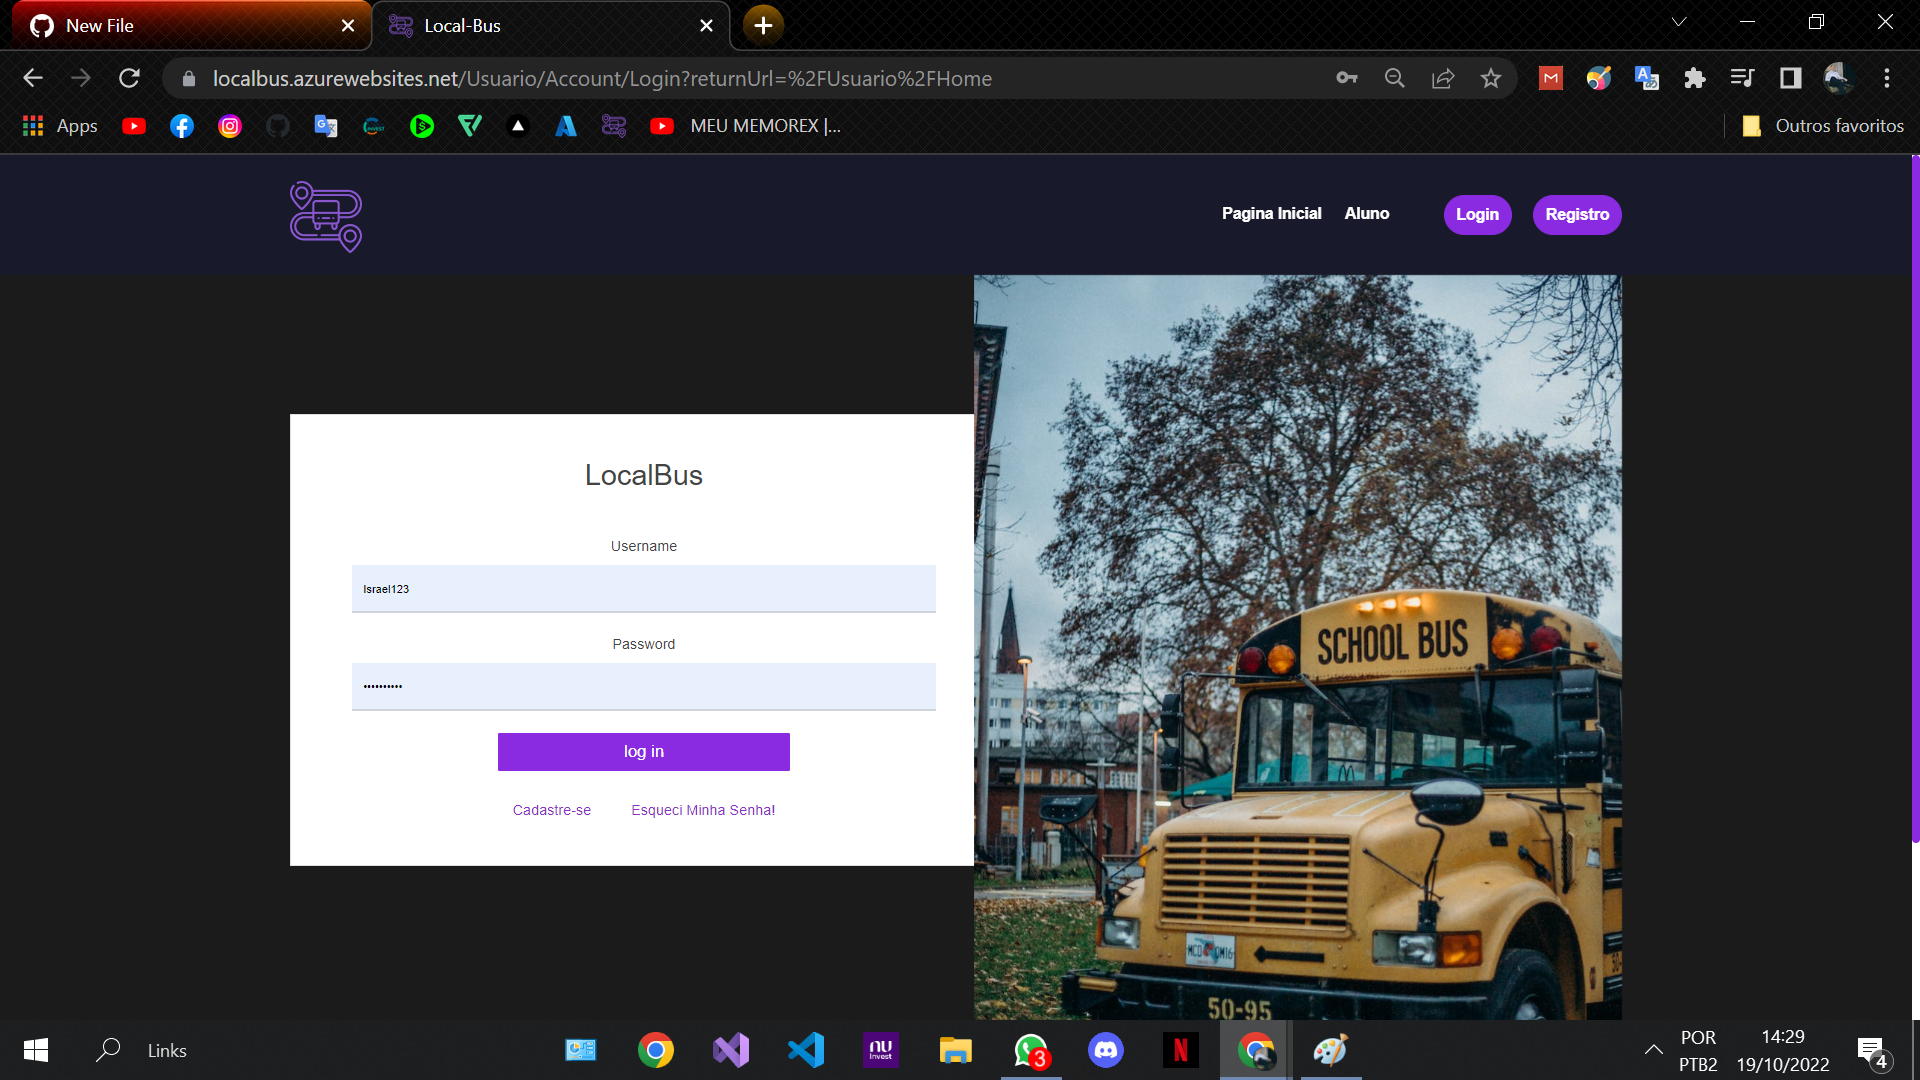 New File
Local-Bus
localbus.azurewebsites.net/Usuario/Account/Login?returnUrl=%2FUsuario%2FHome
Apps
MEU MEMOREX |...
Outros favoritos
Pagina Inicial
Aluno
Login
Registro
LocalBus
Username
Israel123
Password
••••••••••
log in
Cadastre-se
Esqueci Minha Senha!
SCHOOL BUS
50-95
Links
nu
invest
3
POR
PTB2
14:29
19/10/2022
4